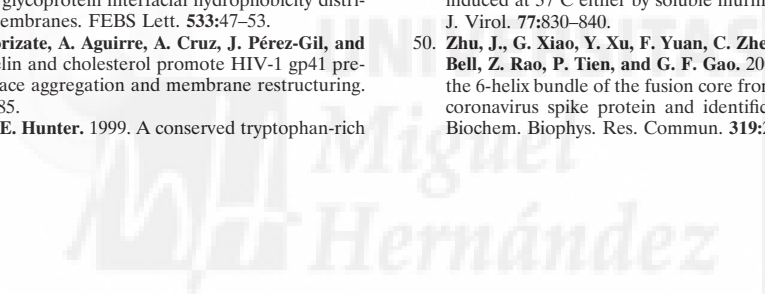 glycoprotein interfacial hydrophobicity distri-
embranes. FEBS Lett. 533:47–53.
orizate, A. Aguirre, A. Cruz, J. Pérez-Gil, and
elin and cholesterol promote HIV-1 gp41 pre-
ace aggregation and membrane restructuring.
85.
E. Hunter. 1999. A conserved tryptophan-rich
induced at 37°C either by soluble murin
J. Virol. 77:830–840.
50. Zhu, J., G. Xiao, Y. Xu, F. Yuan, C. Zhe
Bell, Z. Rao, P. Tien, and G. F. Gao. 20
the 6-helix bundle of the fusion core from
coronavirus spike protein and identific
Biochem. Biophys. Res. Commun. 319:2
Miguel
Hernández